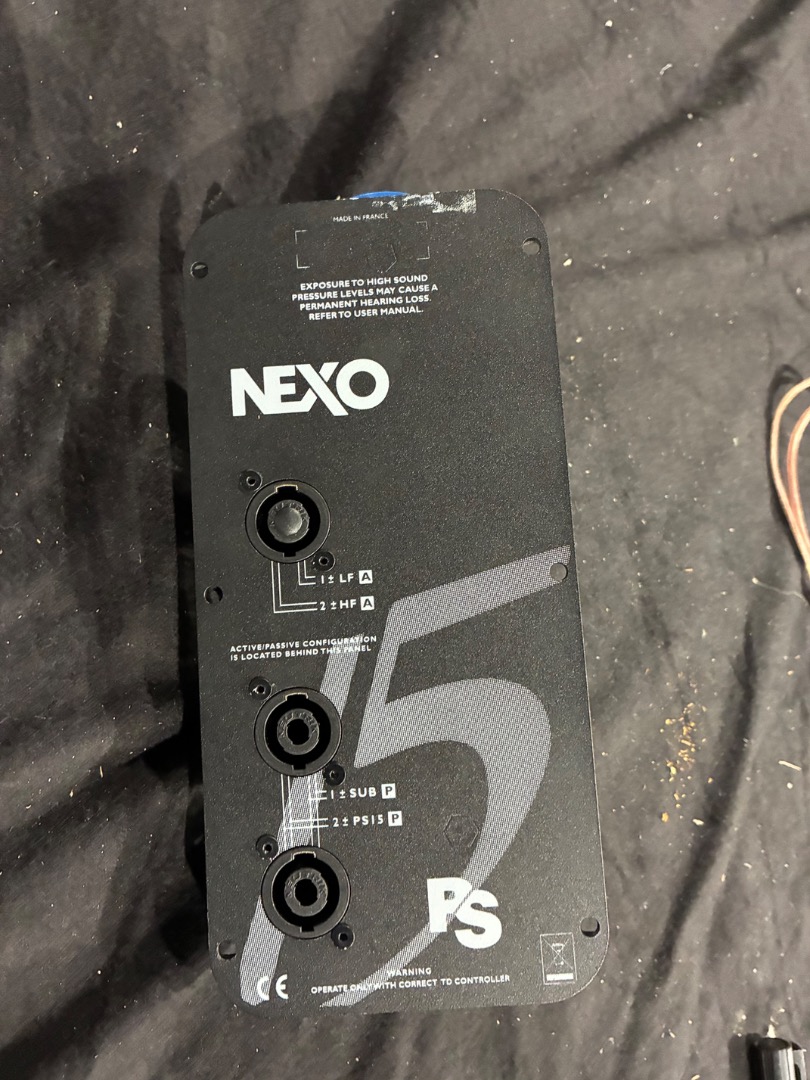 MADE IN FRANCE
EXPOSURE TO HIGH SOUND
PRESSURE LEVELS MAY CAUSE A
PERMANENT HEARING LOSS.
REFER TO USER MANUAL.
NEXO
1 ± LF A
2 ± HF A
ACTIVE/PASSIVE CONFIGURATION
IS LOCATED BEHIND THIS PANEL
15
1 ± SUB P
2 ± PS15 P
PS
WARNING
OPERATE ONLY WITH CORRECT TD CONTROLLER
CE